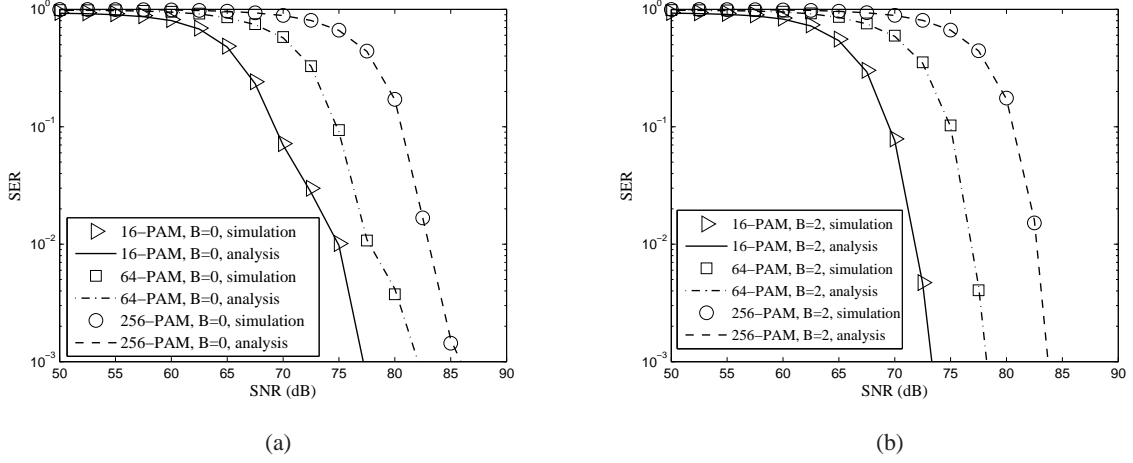 10^0
10^−1
10^−2
10^−3
SER
50 55 60 65 70 75 80 85 90
SNR (dB)
16−PAM, B=0, simulation
16−PAM, B=0, analysis
64−PAM, B=0, simulation
64−PAM, B=0, analysis
256−PAM, B=0, simulation
256−PAM, B=0, analysis
(a)
10^0
10^−1
10^−2
10^−3
SER
50 55 60 65 70 75 80 85 90
SNR (dB)
16−PAM, B=2, simulation
16−PAM, B=2, analysis
64−PAM, B=2, simulation
64−PAM, B=2, analysis
256−PAM, B=2, simulation
256−PAM, B=2, analysis
(b)